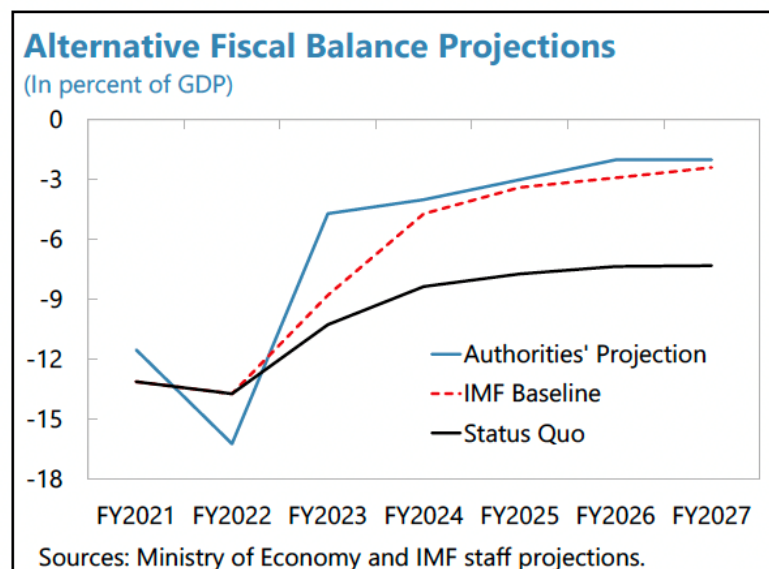 Alternative Fiscal Balance Projections
(In percent of GDP)
0
-3
-6
-9
-12
-15
-18
Authorities' Projection
IMF Baseline
Status Quo
FY2021 FY2022 FY2023 FY2024 FY2025 FY2026 FY2027
Sources: Ministry of Economy and IMF staff projections.